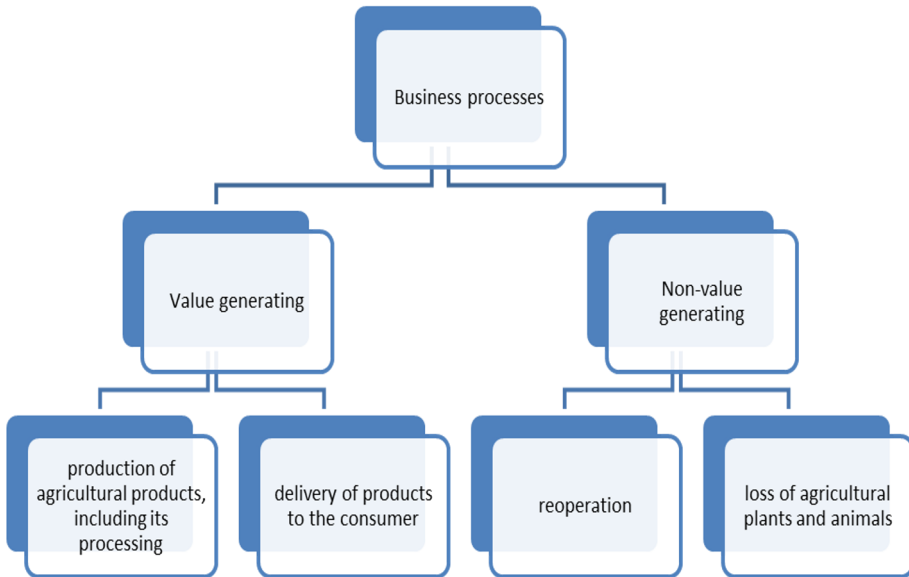 Business processes
Value generating
Non-value
generating
production of
agricultural products,
including its
processing
delivery of products
to the consumer
reoperation
loss of agricultural
plants and animals